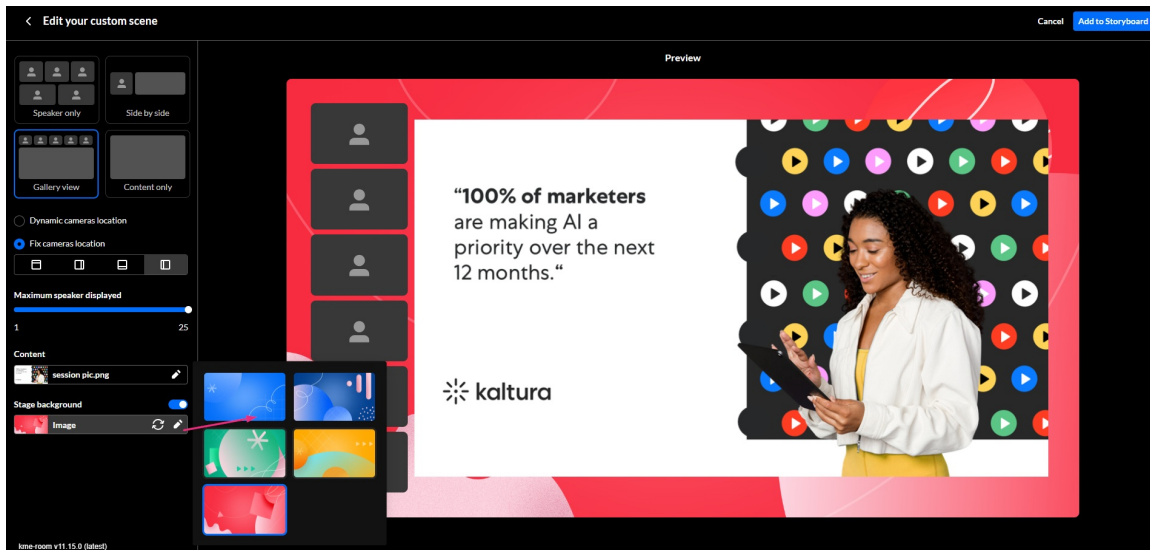 Edit your custom scene
Cancel
Add to Storyboard
Speaker only
Side by side
Gallery view
Content only
Dynamic cameras location
Fix cameras location
Maximum speaker displayed
1
25
Content
session pic.png
Stage background
Image
kme-room v11.15.0 (latest)
Preview
“100% of marketers
are making AI a
priority over the next
12 months.“
kaltura